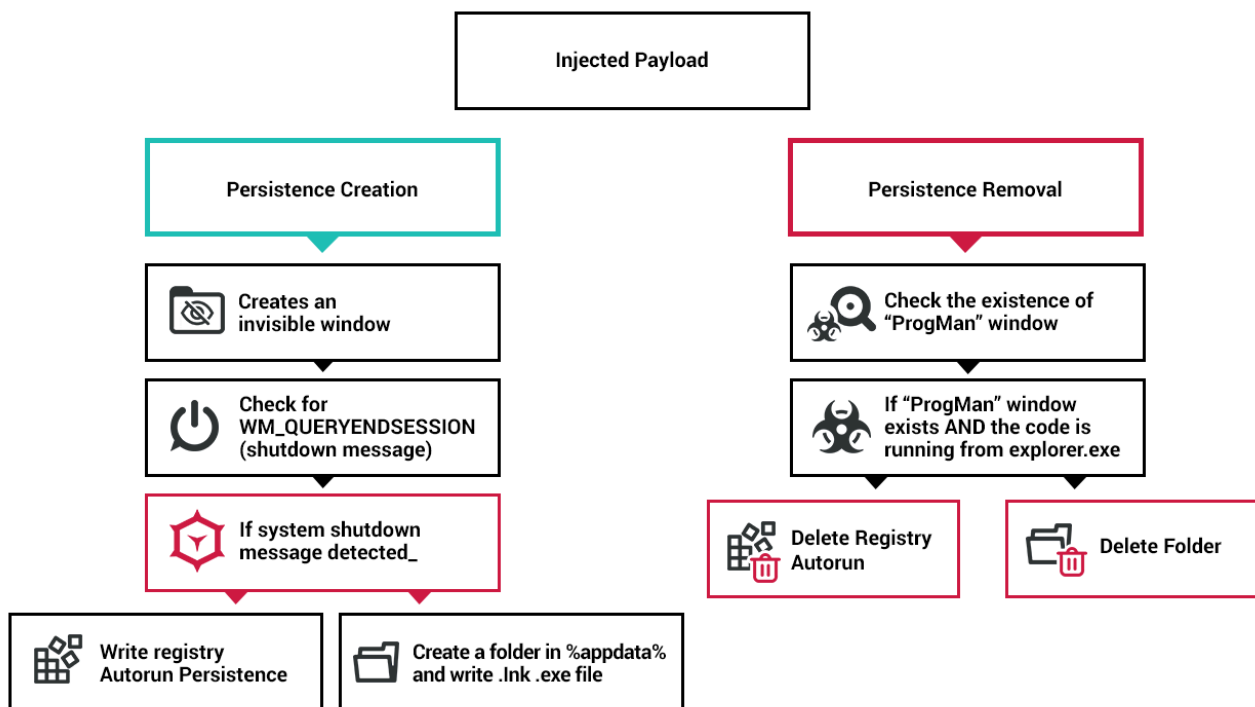 Injected Payload
Persistence Creation
Creates an
invisible window
Check for
WM_QUERYENDSESSION
(shutdown message)
If system shutdown
message detected_
Write registry
Autorun Persistence
Create a folder in %appdata%
and write .lnk .exe file
Persistence Removal
Check the existence of
“ProgMan” window
If “ProgMan” window
exists AND the code is
running from explorer.exe
Delete Registry
Autorun
Delete Folder